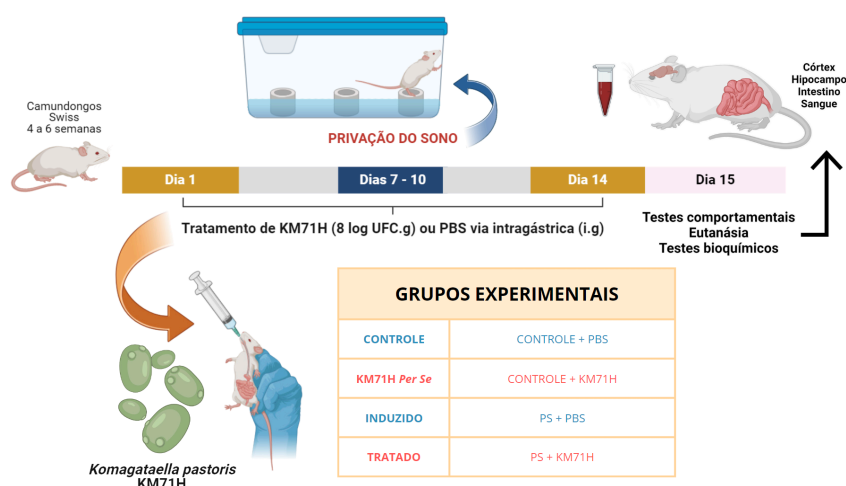 Camundongos
Swiss
4 a 6 semanas
PRIVAÇÃO DO SONO
Córtex
Hipocampo
Intestino
Sangue
Dia 1
Dias 7 - 10
Dia 14
Dia 15
Tratamento de KM71H (8 log UFC.g) ou PBS via intragástrica (i.g)
Testes comportamentais
Eutanásia
Testes bioquímicos
GRUPOS EXPERIMENTAIS
CONTROLE CONTROLE + PBS
KM71H Per Se CONTROLE + KM71H
INDUZIDO PS + PBS
TRATADO PS + KM71H
Komagataella pastoris
KM71H